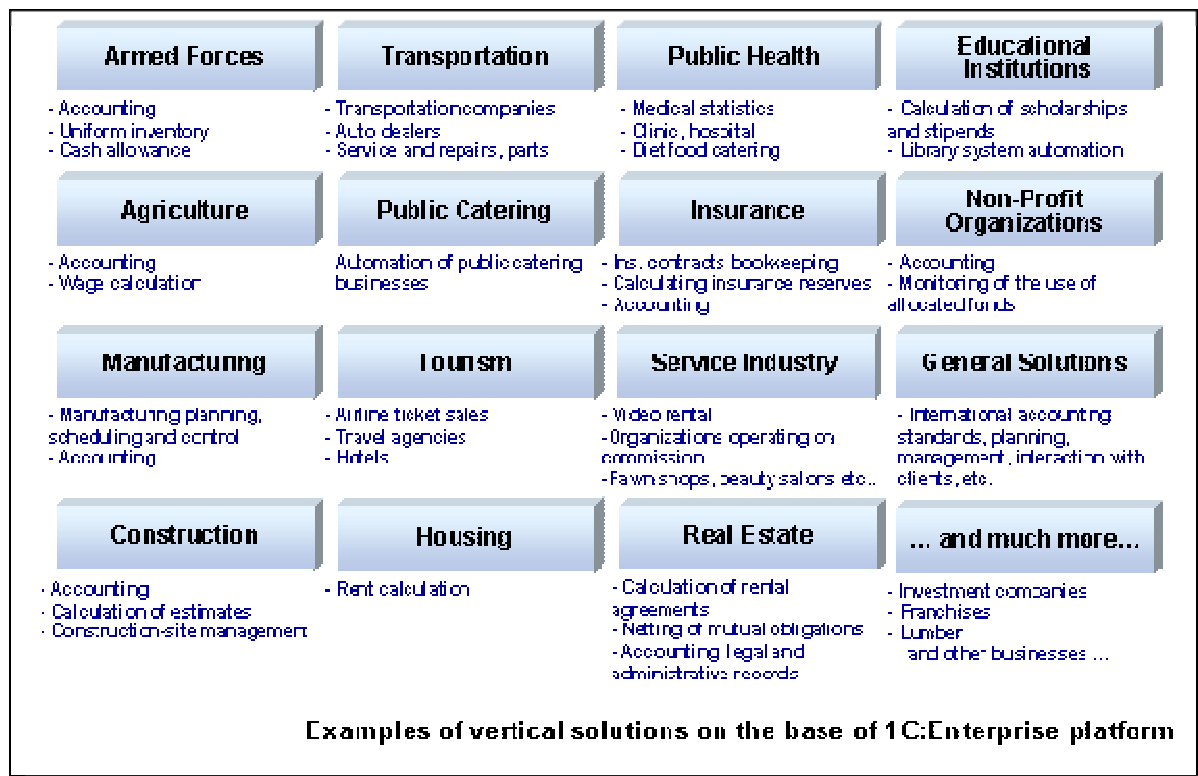 Armed Forces
- Accounting
- Uniform inventory
- Cash allowance
Transportation
- Transportation companies
- Auto dealers
- Service and repairs, parts
Public Health
- Medical statistics
- Clinic, hospital
- Diet food catering
Educational
Institutions
- Calculation of scholarships
and stipends
- Library system automation
Agriculture
- Accounting
- Wage calculation
Public Catering
Automation of public catering
businesses
Insurance
- Ins. contracts bookkeeping
- Calculating insurance reserves
- Accounting
Non-Profit
Organizations
- Accounting
- Monitoring of the use of
allocated funds
Manufacturing
- Manufacturing planning,
scheduling and control
- Accounting
Tourism
- Airline ticket sales
- Travel agencies
- Hotels
Service Industry
- Video rental
-Organizations operating on
commission
-Pawn shops, beauty salons etc..
General Solutions
- International accounting
standards, planning,
management, interaction with
clients, etc.
Construction
- Accounting
- Calculation of estimates
- Construction-site management
Housing
- Rent calculation
Real Estate
- Calculation of rental
agreements
- Netting of mutual obligations
- Accounting legal and
administrative records
... and much more...
- Investment companies
- Franchises
- Lumber
and other businesses ...
Examples of vertical solutions on the base of 1C:Enterprise platform